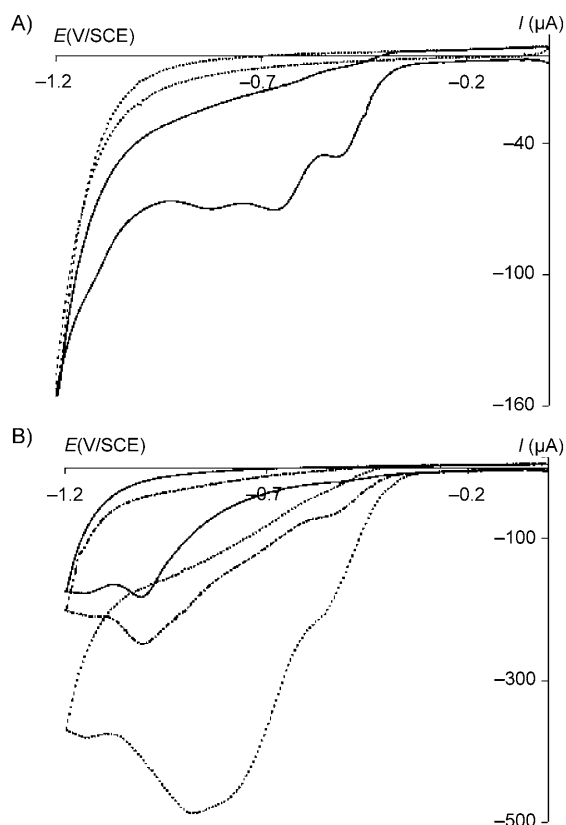 A)
E(V/SCE)
I (µA)
–1.2
–0.7
–0.2
–40
–100
–160
B)
E(V/SCE)
I (µA)
–1.2
–0.7
–0.2
–100
–300
–500